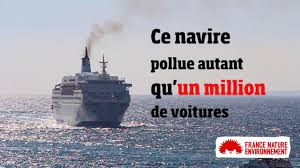 Ce navire
pollue autant
qu'un million
de voitures
FRANCE NATURE
ENVIRONNEMENT